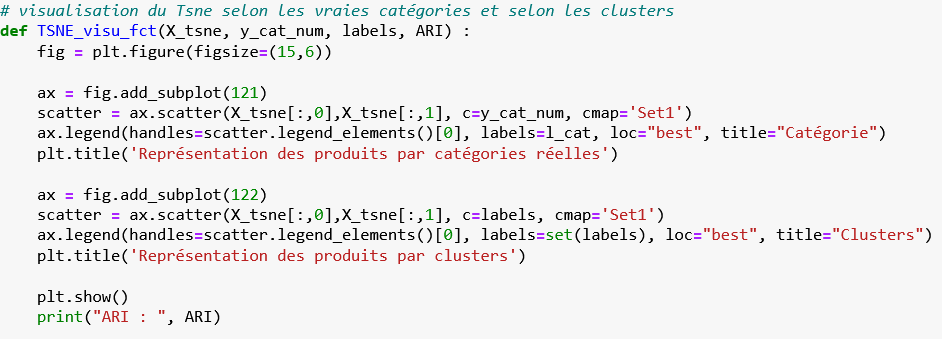 # visualisation du Tsne selon les vraies catégories et selon les clusters
def TSNE_visu_fct(X_tsne, y_cat_num, labels, ARI) :
    fig = plt.figure(figsize=(15,6))

    ax = fig.add_subplot(121)
    scatter = ax.scatter(X_tsne[:,0],X_tsne[:,1], c=y_cat_num, cmap='Set1')
    ax.legend(handles=scatter.legend_elements()[0], labels=l_cat, loc="best", title="Catégorie")
    plt.title('Représentation des produits par catégories réelles')

    ax = fig.add_subplot(122)
    scatter = ax.scatter(X_tsne[:,0],X_tsne[:,1], c=labels, cmap='Set1')
    ax.legend(handles=scatter.legend_elements()[0], labels=set(labels), loc="best", title="Clusters")
    plt.title('Représentation des produits par clusters')

    plt.show()
    print("ARI : ", ARI)